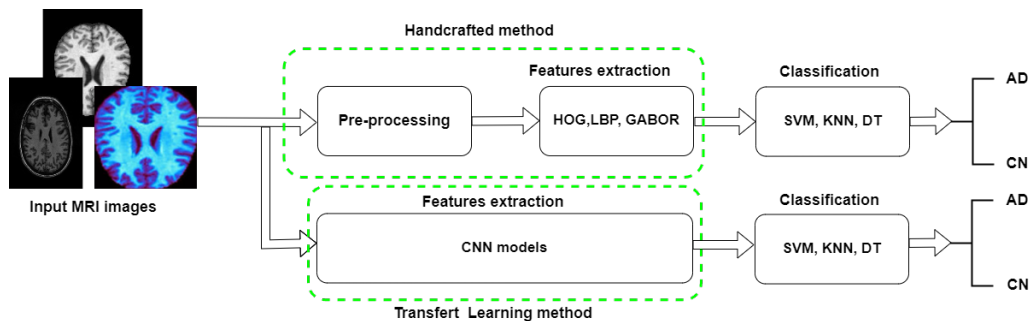 Handcrafted method
Features extraction
Classification
Pre-processing
HOG,LBP, GABOR
SVM, KNN, DT
AD
CN
Input MRI images
Features extraction
Classification
CNN models
SVM, KNN, DT
AD
CN
Transfert Learning method